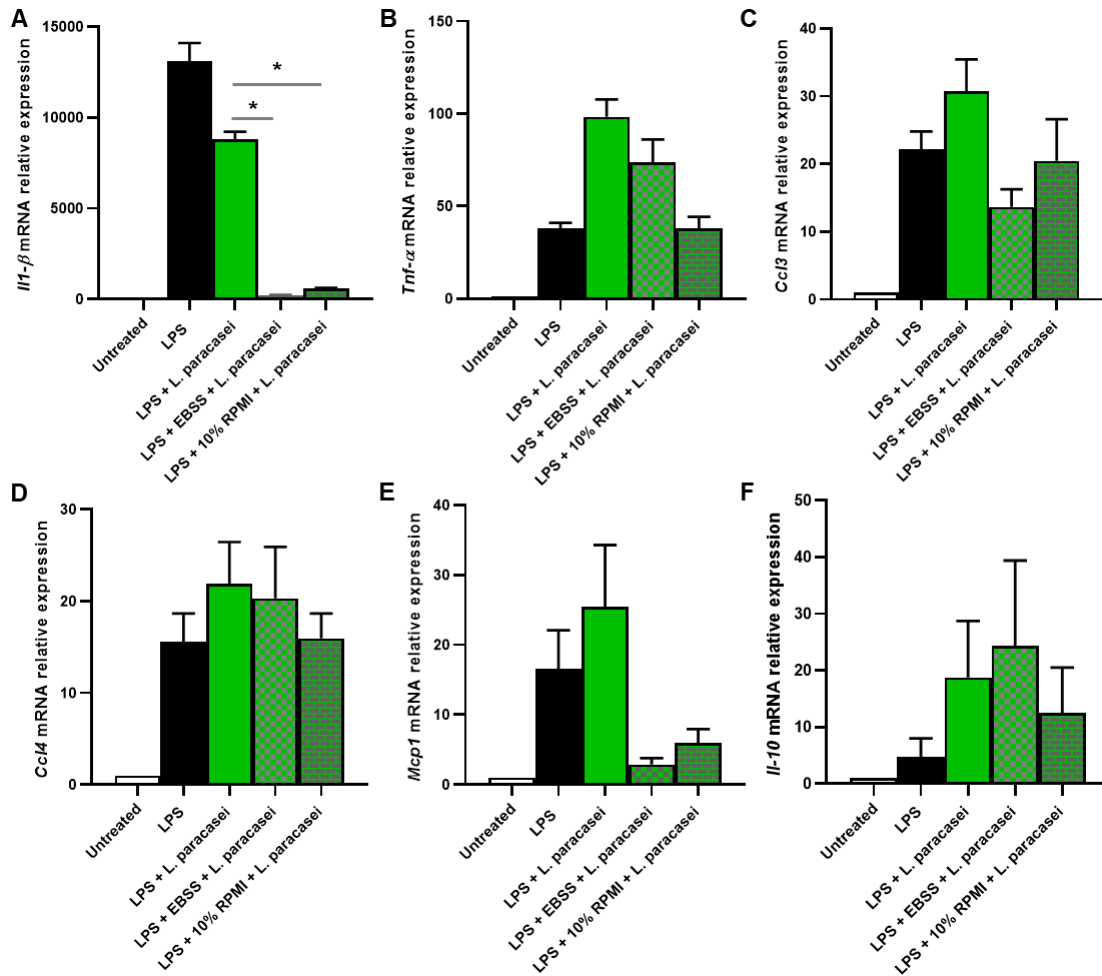 A
Il1-β mRNA relative expression
15000
10000
5000
0
*
*
Untreated
LPS
LPS + L. paracasei
LPS + EBSS + L. paracasei
LPS + 10% RPMI + L. paracasei
B
Tnf-α mRNA relative expression
150
100
50
0
Untreated
LPS
LPS + L. paracasei
LPS + EBSS + L. paracasei
LPS + 10% RPMI + L. paracasei
C
Ccl3 mRNA relative expression
40
30
20
10
0
Untreated
LPS
LPS + L. paracasei
LPS + EBSS + L. paracasei
LPS + 10% RPMI + L. paracasei
D
Ccl4 mRNA relative expression
30
20
10
0
Untreated
LPS
LPS + L. paracasei
LPS + EBSS + L. paracasei
LPS + 10% RPMI + L. paracasei
E
Mcp1 mRNA relative expression
40
30
20
10
0
Untreated
LPS
LPS + L. paracasei
LPS + EBSS + L. paracasei
LPS + 10% RPMI + L. paracasei
F
Il-10 mRNA relative expression
50
40
30
20
10
0
Untreated
LPS
LPS + L. paracasei
LPS + EBSS + L. paracasei
LPS + 10% RPMI + L. paracasei